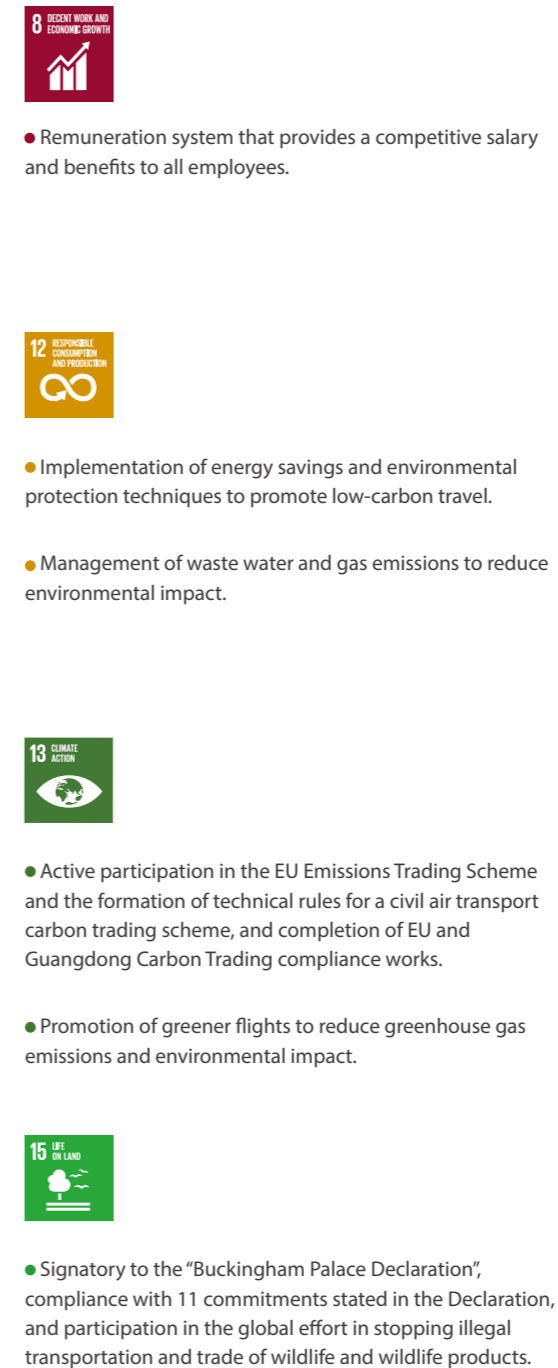 8 DECENT WORK AND
ECONOMIC GROWTH
● Remuneration system that provides a competitive salary
and benefits to all employees.
12 RESPONSIBLE
CONSUMPTION
AND PRODUCTION
● Implementation of energy savings and environmental
protection techniques to promote low-carbon travel.
● Management of waste water and gas emissions to reduce
environmental impact.
13 CLIMATE
ACTION
● Active participation in the EU Emissions Trading Scheme
and the formation of technical rules for a civil air transport
carbon trading scheme, and completion of EU and
Guangdong Carbon Trading compliance works.
● Promotion of greener flights to reduce greenhouse gas
emissions and environmental impact.
15 LIFE
ON LAND
● Signatory to the “Buckingham Palace Declaration”,
compliance with 11 commitments stated in the Declaration,
and participation in the global effort in stopping illegal
transportation and trade of wildlife and wildlife products.